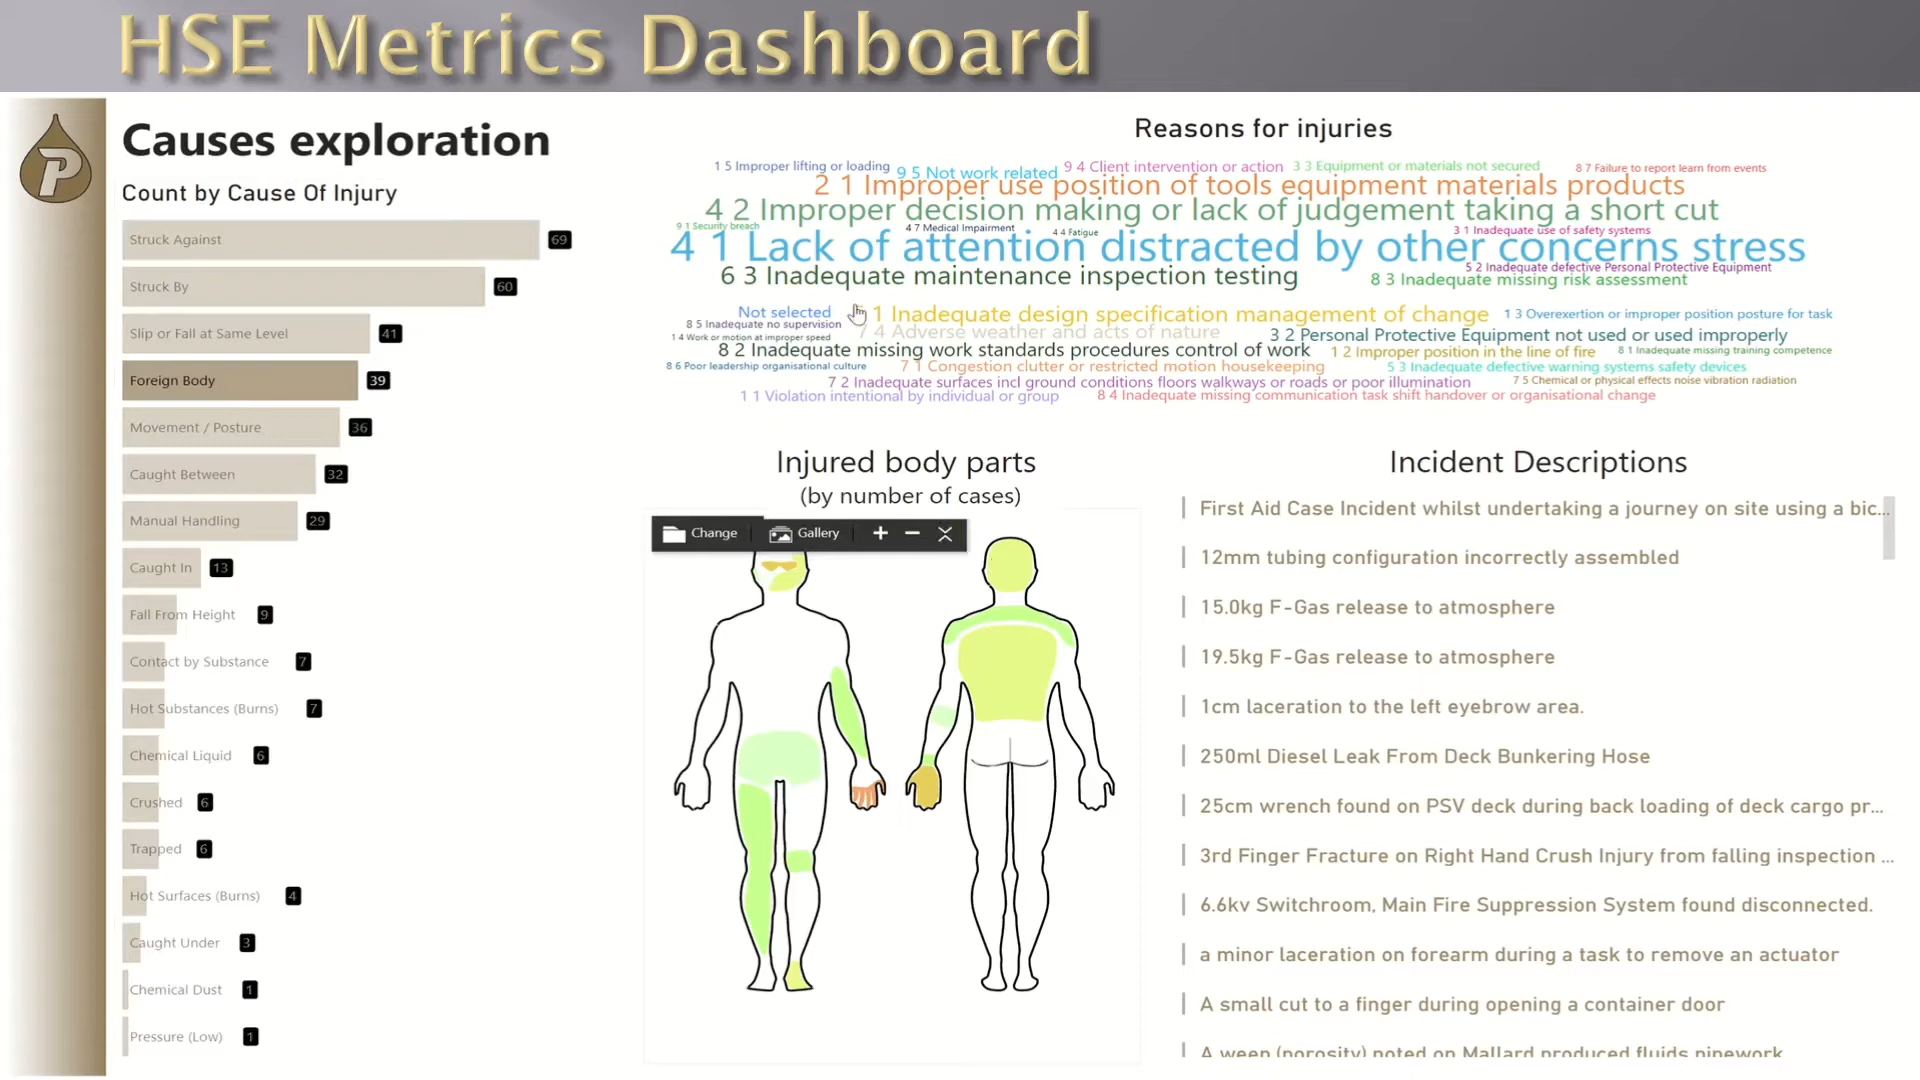 HSE Metrics Dashboard
P
Causes exploration
Count by Cause Of Injury
Struck Against 69
Struck By 60
Slip or Fall at Same Level 41
Foreign Body 39
Movement / Posture 36
Caught Between 32
Manual Handling 29
Caught In 13
Fall From Height 9
Contact by Substance 7
Hot Substances (Burns) 7
Chemical Liquid 6
Crushed 6
Trapped 6
Hot Surfaces (Burns) 4
Caught Under 3
Chemical Dust 1
Pressure (Low) 1
Reasons for injuries
1 5 Improper lifting or loading
9 5 Not work related
9 4 Client intervention or action
3 3 Equipment or materials not secured
8 7 Failure to report learn from events
2 1 Improper use position of tools equipment materials products
4 2 Improper decision making or lack of judgement taking a short cut
9 1 Security breach
4 7 Medical Impairment
4 4 Fatigue
3 1 Inadequate use of safety systems
4 1 Lack of attention distracted by other concerns stress
5 2 Inadequate defective Personal Protective Equipment
6 3 Inadequate maintenance inspection testing
8 3 Inadequate missing risk assessment
Not selected
1 Inadequate design specification management of change
1 3 Overexertion or improper position posture for task
8 5 Inadequate no supervision
7 4 Adverse weather and acts of nature
3 2 Personal Protective Equipment not used or used improperly
1 4 Work or motion at improper speed
8 2 Inadequate missing work standards procedures control of work
1 2 Improper position in the line of fire
8 1 Inadequate missing training competence
8 6 Poor leadership organisational culture
7 1 Congestion clutter or restricted motion housekeeping
5 3 Inadequate defective warning systems safety devices
7 2 Inadequate surfaces incl ground conditions floors walkways or roads or poor illumination
7 5 Chemical or physical effects noise vibration radiation
1 1 Violation intentional by individual or group
8 4 Inadequate missing communication task shift handover or organisational change
Injured body parts
(by number of cases)
Change Gallery + −
Incident Descriptions
First Aid Case Incident whilst undertaking a journey on site using a bic...
12mm tubing configuration incorrectly assembled
15.0kg F-Gas release to atmosphere
19.5kg F-Gas release to atmosphere
1cm laceration to the left eyebrow area.
250ml Diesel Leak From Deck Bunkering Hose
25cm wrench found on PSV deck during back loading of deck cargo pr...
3rd Finger Fracture on Right Hand Crush Injury from falling inspection ...
6.6kv Switchroom, Main Fire Suppression System found disconnected.
a minor laceration on forearm during a task to remove an actuator
A small cut to a finger during opening a container door
A weep (porosity) noted on Mallard produced fluids pipework